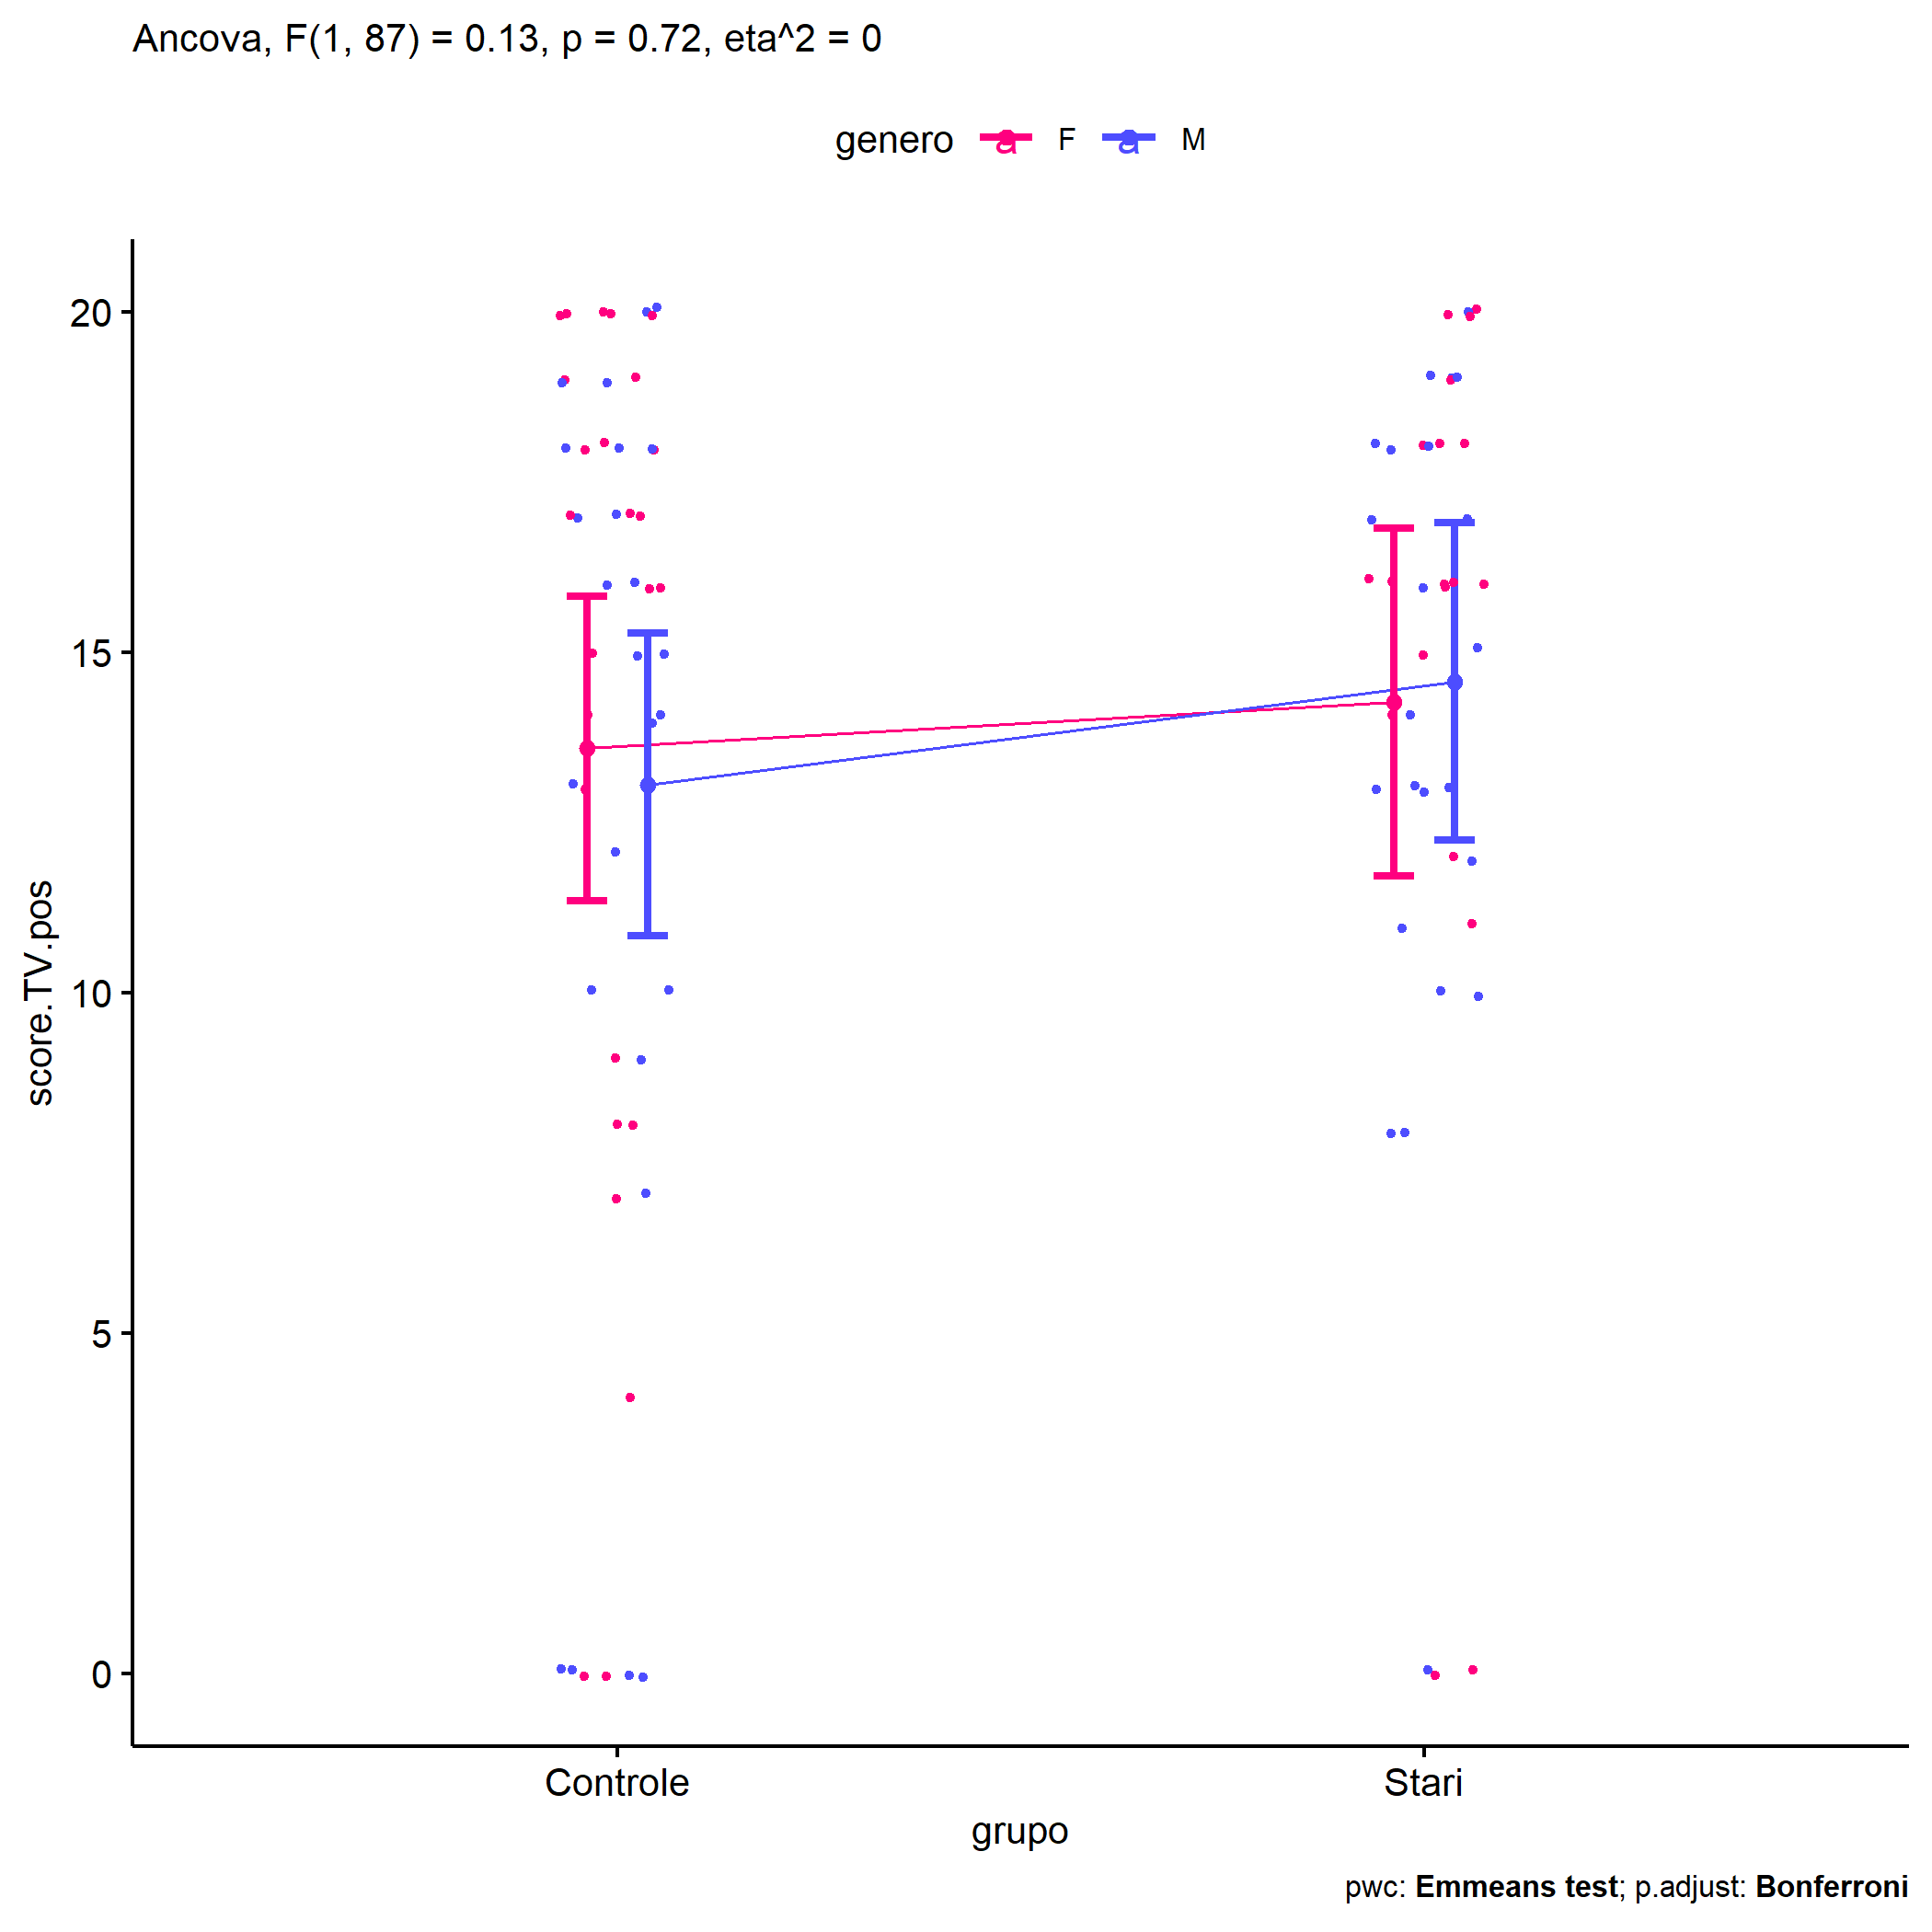 Ancova, F(1, 87) = 0.13, p = 0.72, eta^2 = 0
genero a F a M
score.TV.pos
20
15
10
5
0
Controle Stari
grupo
pwc: Emmeans test; p.adjust: Bonferroni